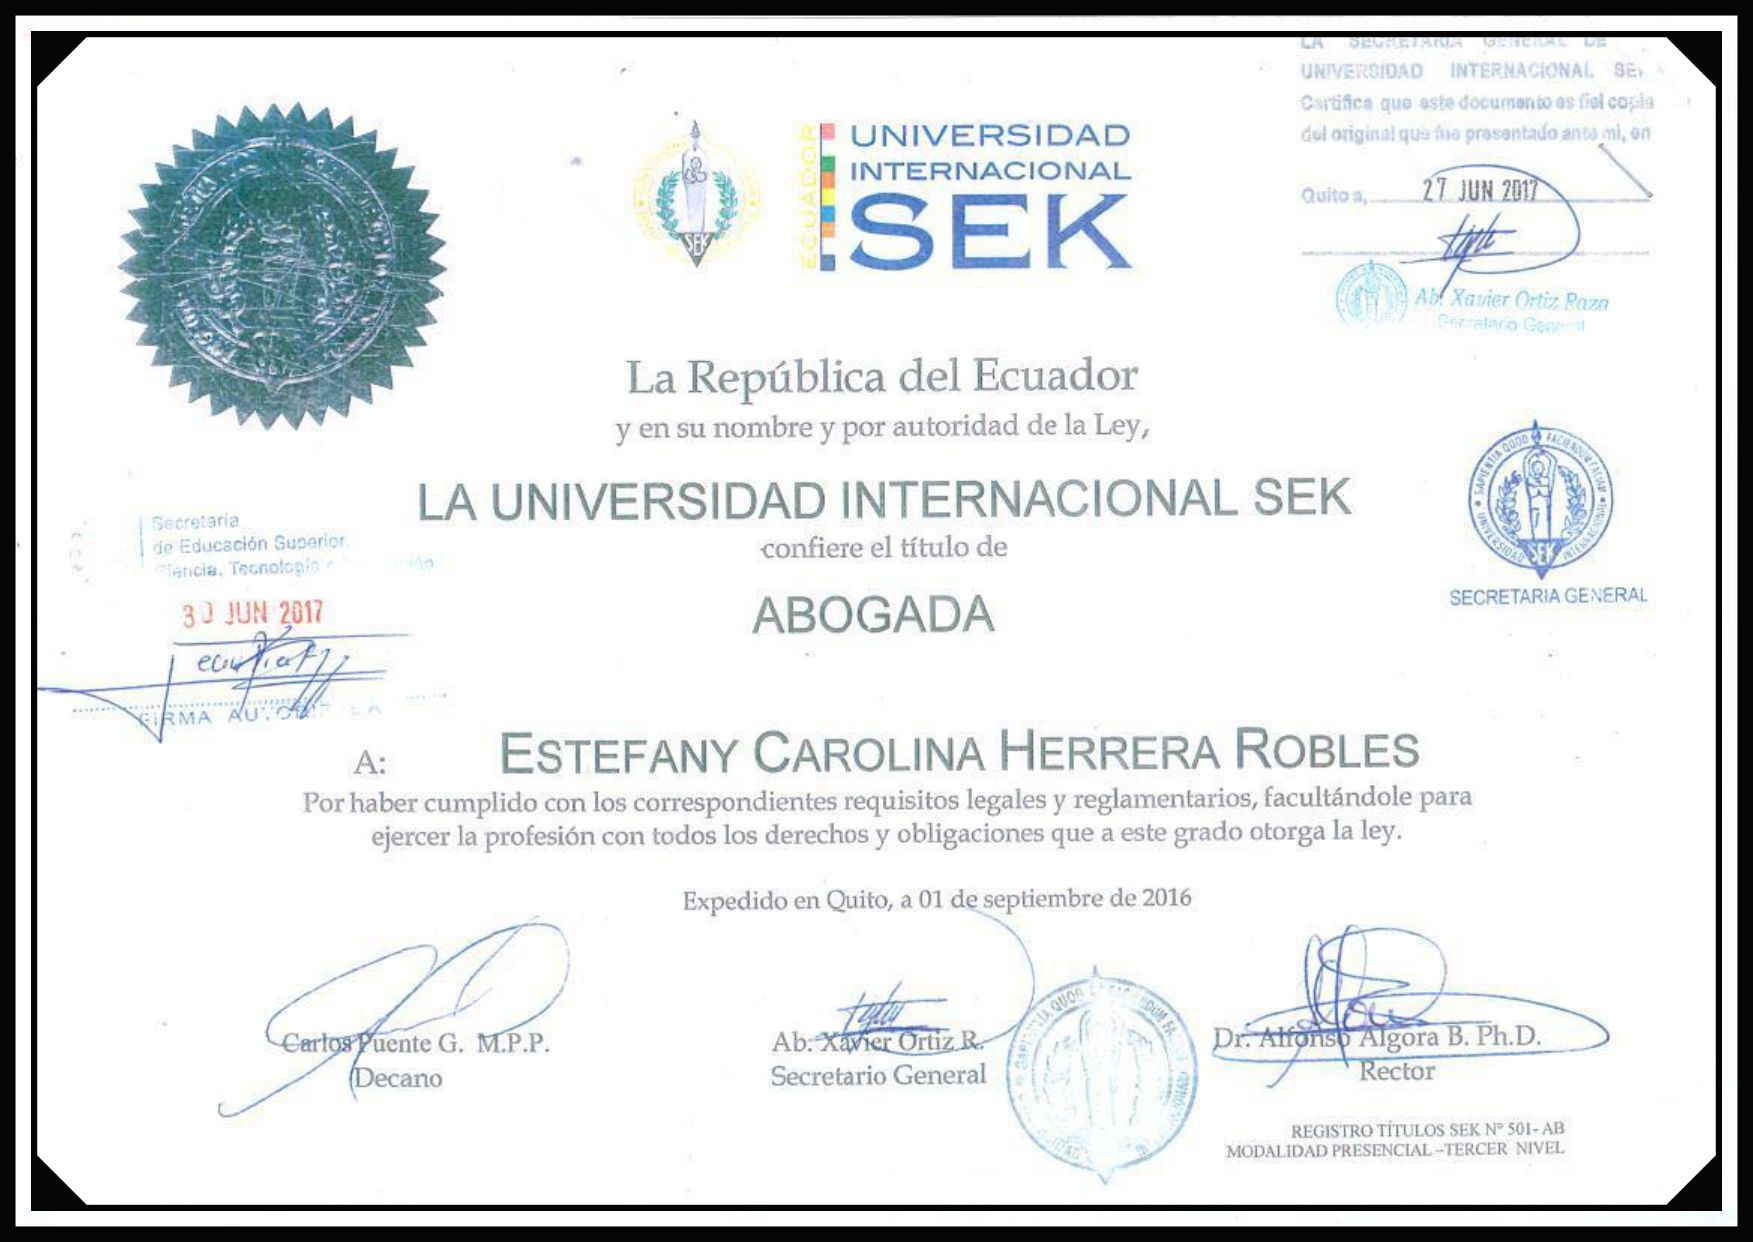 LA SECRETARIA GENERAL DE
UNIVERSIDAD INTERNACIONAL SEK
Certifica que este documento es fiel copia
del original que fue presentado ante mi, en
Quito a, 27 JUN 2017
Ab. Xavier Ortiz Raza
Secretario General
ECUADOR
UNIVERSIDAD
INTERNACIONAL
SEK
SEK
La República del Ecuador
y en su nombre y por autoridad de la Ley,
LA UNIVERSIDAD INTERNACIONAL SEK
confiere el título de
ABOGADA
Secretaría
de Educación Superior,
Ciencia, Tecnología e
30 JUN 2017
FIRMA AUTORIZADA
SAPIENTIA QUOD FACIENDUM FACIAM
UNIVERSIDAD SEK INTERNACIONAL
SECRETARIA GENERAL
A: ESTEFANY CAROLINA HERRERA ROBLES
Por haber cumplido con los correspondientes requisitos legales y reglamentarios, facultándole para
ejercer la profesión con todos los derechos y obligaciones que a este grado otorga la ley.
Expedido en Quito, a 01 de septiembre de 2016
Carlos Puente G. M.P.P.
Decano
Ab. Xavier Ortiz R.
Secretario General
Dr. Alfonso Algora B. Ph.D.
Rector
REGISTRO TÍTULOS SEK Nº 501- AB
MODALIDAD PRESENCIAL –TERCER NIVEL